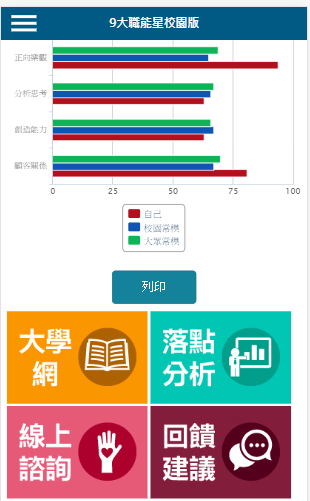 9大職能星校園版
正向樂觀
分析思考
創造能力
顧客關係
0 25 50 75 100
自己
校園常模
大眾常模
列印
大學
網
落點
分析
線上
諮詢
回饋
建議